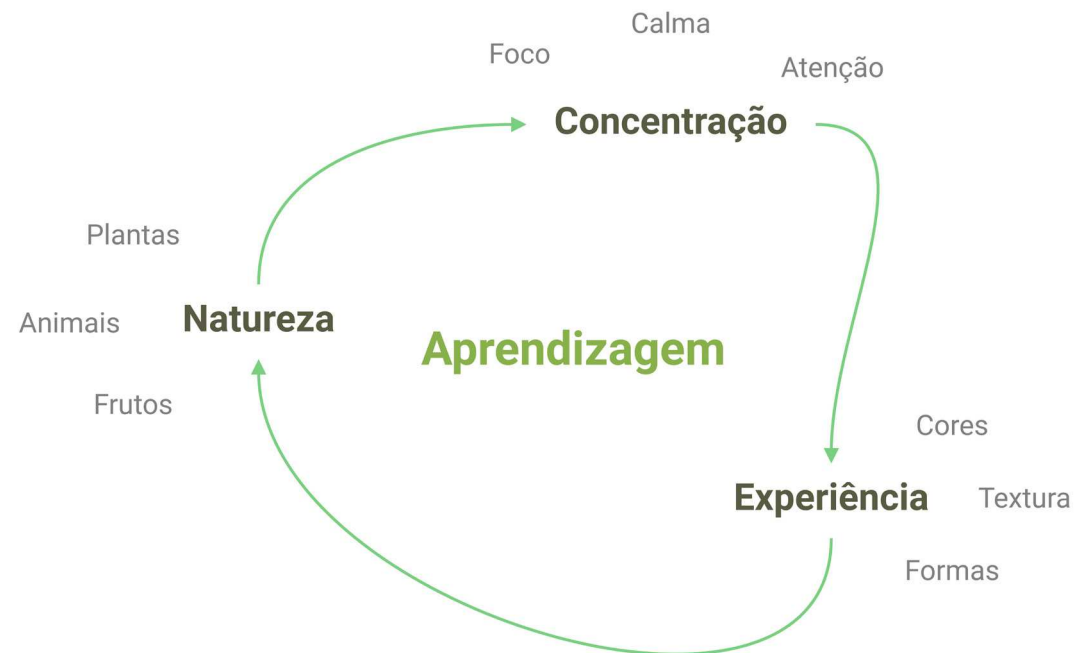 Calma
Foco
Atenção
Concentração
Plantas
Animais
Natureza
Frutos
Aprendizagem
Cores
Experiência
Textura
Formas